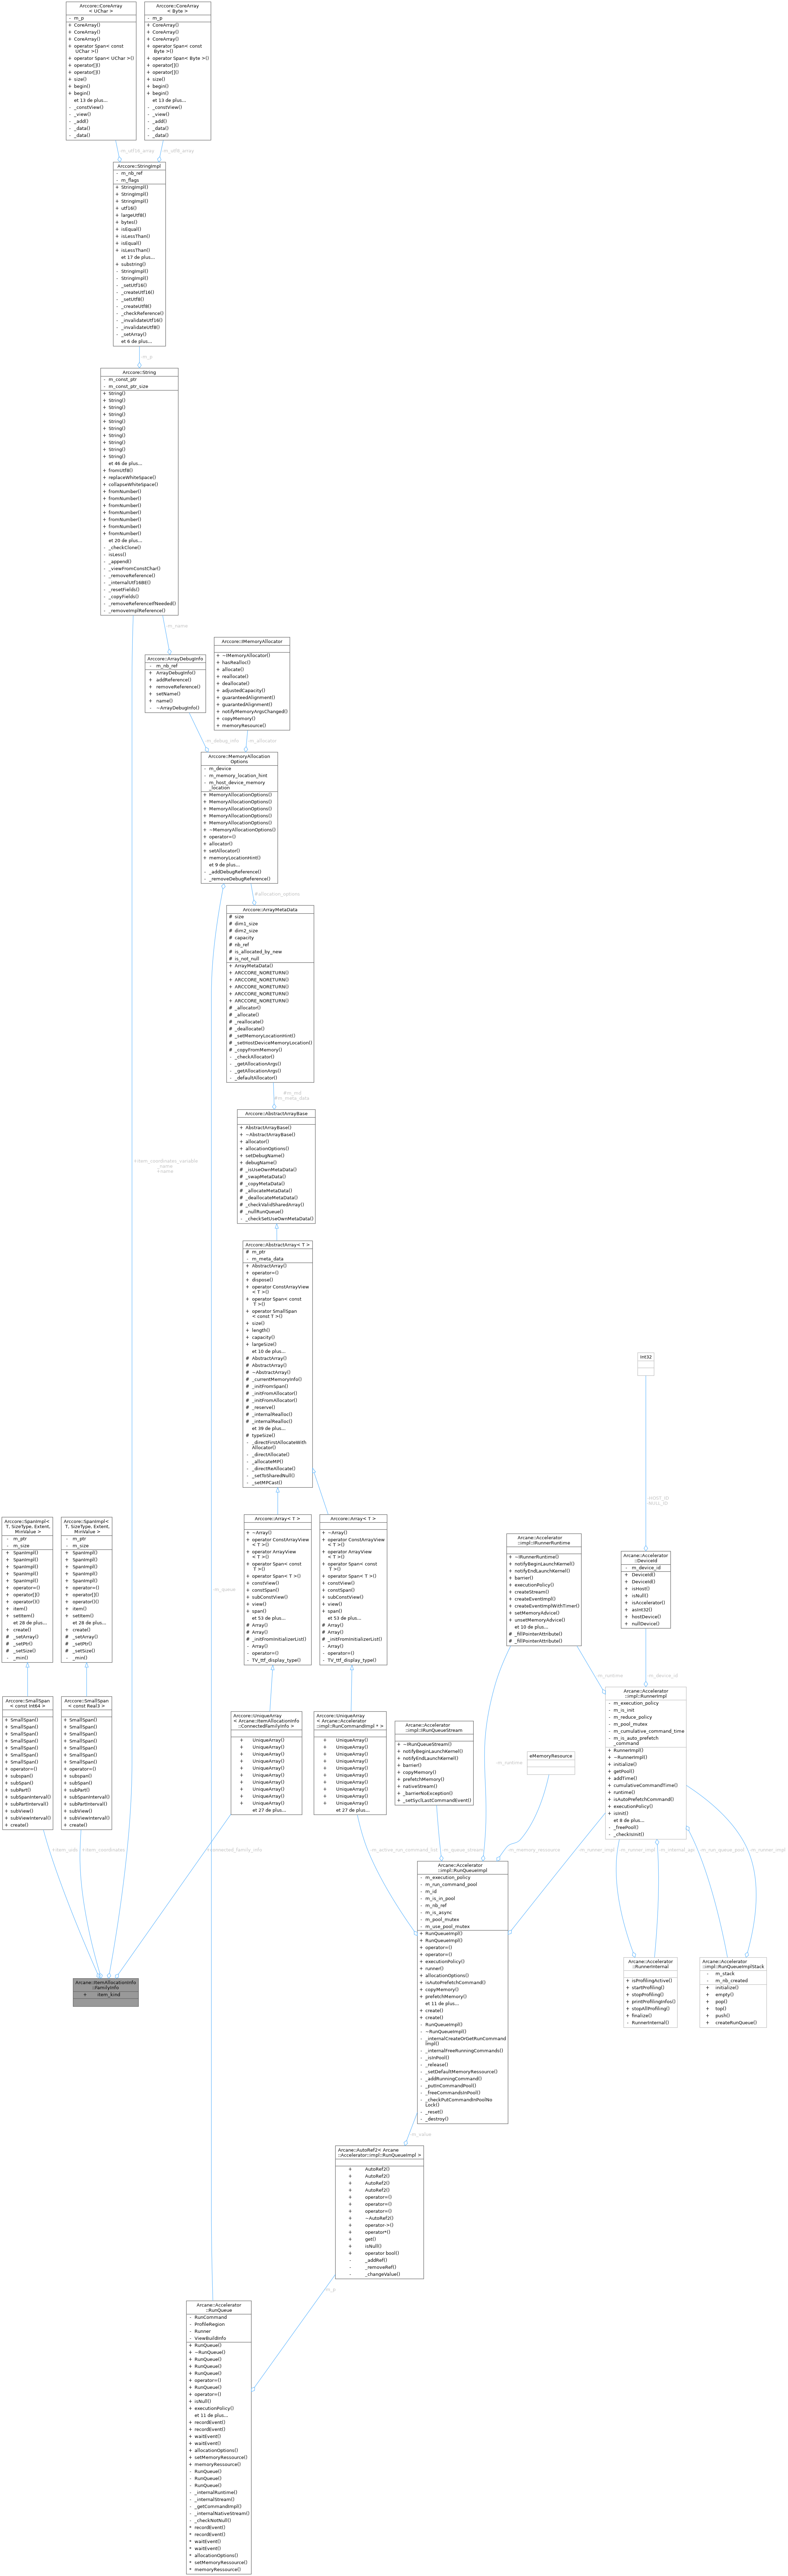 Arccore::CoreArray
< UChar >
- m_p
+ CoreArray()
+ CoreArray()
+ CoreArray()
+ operator Span< const
UChar >()
+ operator Span< UChar >()
+ operator[]()
+ operator[]()
+ size()
+ begin()
+ begin()
et 13 de plus...
- _constView()
- _view()
- _add()
- _data()
- _data()
Arccore::CoreArray
< Byte >
- m_p
+ CoreArray()
+ CoreArray()
+ CoreArray()
+ operator Span< const
Byte >()
+ operator Span< Byte >()
+ operator[]()
+ operator[]()
+ size()
+ begin()
+ begin()
et 13 de plus...
- _constView()
- _view()
- _add()
- _data()
- _data()
-m_utf16_array
-m_utf8_array
Arccore::StringImpl
- m_nb_ref
- m_flags
+ StringImpl()
+ StringImpl()
+ StringImpl()
+ utf16()
+ largeUtf8()
+ bytes()
+ isEqual()
+ isLessThan()
+ isEqual()
+ isLessThan()
et 17 de plus...
+ substring()
- StringImpl()
- StringImpl()
- _setUtf16()
- _createUtf16()
- _setUtf8()
- _createUtf8()
- _checkReference()
- _invalidateUtf16()
- _invalidateUtf8()
- _setArray()
et 6 de plus...
-m_p
Arccore::String
- m_const_ptr
- m_const_ptr_size
+ String()
+ String()
+ String()
+ String()
+ String()
+ String()
+ String()
+ String()
+ String()
+ String()
et 46 de plus...
+ fromUtf8()
+ replaceWhiteSpace()
+ collapseWhiteSpace()
+ fromNumber()
+ fromNumber()
+ fromNumber()
+ fromNumber()
+ fromNumber()
+ fromNumber()
+ fromNumber()
et 20 de plus...
- _checkClone()
- isLess()
- _append()
- _viewFromConstChar()
- _removeReference()
- _internalUtf16BE()
- _resetFields()
- _copyFields()
- _removeReferenceIfNeeded()
- _removeImplReference()
-m_name
Arccore::ArrayDebugInfo
- m_nb_ref
+ ArrayDebugInfo()
+ addReference()
+ removeReference()
+ setName()
+ name()
- ~ArrayDebugInfo()
Arccore::IMemoryAllocator
+ ~IMemoryAllocator()
+ hasRealloc()
+ allocate()
+ reallocate()
+ deallocate()
+ adjustedCapacity()
+ guaranteedAlignment()
+ guarantedAlignment()
+ notifyMemoryArgsChanged()
+ copyMemory()
+ memoryResource()
-m_debug_info
-m_allocator
Arccore::MemoryAllocation
Options
- m_device
- m_memory_location_hint
- m_host_device_memory
_location
+ MemoryAllocationOptions()
+ MemoryAllocationOptions()
+ MemoryAllocationOptions()
+ MemoryAllocationOptions()
+ MemoryAllocationOptions()
+ ~MemoryAllocationOptions()
+ operator=()
+ allocator()
+ setAllocator()
+ memoryLocationHint()
et 9 de plus...
- _addDebugReference()
- _removeDebugReference()
#allocation_options
Arccore::ArrayMetaData
# size
# dim1_size
# dim2_size
# capacity
# nb_ref
# is_allocated_by_new
# is_not_null
+ ArrayMetaData()
+ ARCCORE_NORETURN()
+ ARCCORE_NORETURN()
+ ARCCORE_NORETURN()
+ ARCCORE_NORETURN()
+ ARCCORE_NORETURN()
# _allocator()
# _allocate()
# _reallocate()
# _deallocate()
# _setMemoryLocationHint()
# _setHostDeviceMemoryLocation()
# _copyFromMemory()
- _checkAllocator()
- _getAllocationArgs()
- _getAllocationArgs()
- _defaultAllocator()
#m_md
#m_meta_data
Arccore::AbstractArrayBase
+ AbstractArrayBase()
+ ~AbstractArrayBase()
+ allocator()
+ allocationOptions()
+ setDebugName()
+ debugName()
# _isUseOwnMetaData()
# _swapMetaData()
# _copyMetaData()
# _allocateMetaData()
# _deallocateMetaData()
# _checkValidSharedArray()
# _nullRunQueue()
- _checkSetUseOwnMetaData()
+item_coordinates_variable
_name
+name
Arccore::AbstractArray< T >
# m_ptr
- m_meta_data
+ AbstractArray()
+ operator=()
+ dispose()
+ operator ConstArrayView
< T >()
+ operator Span< const
T >()
+ operator SmallSpan
< const T >()
+ size()
+ length()
+ capacity()
+ largeSize()
et 10 de plus...
# AbstractArray()
# AbstractArray()
# ~AbstractArray()
# _currentMemoryInfo()
# _initFromSpan()
# _initFromAllocator()
# _initFromAllocator()
# _reserve()
# _internalRealloc()
# _internalRealloc()
et 39 de plus...
# typeSize()
- _directFirstAllocateWith
Allocator()
- _directAllocate()
- _allocateMP()
- _directReAllocate()
- _setToSharedNull()
- _setMPCast()
Int32
-HOST_ID
-NULL_ID
Arccore::SpanImpl<
T, SizeType, Extent,
MinValue >
- m_ptr
- m_size
+ SpanImpl()
+ SpanImpl()
+ SpanImpl()
+ SpanImpl()
+ SpanImpl()
+ operator=()
+ operator[]()
+ operator()()
+ item()
+ setItem()
et 28 de plus...
+ create()
# _setArray()
# _setPtr()
# _setSize()
- _min()
Arccore::SpanImpl<
T, SizeType, Extent,
MinValue >
- m_ptr
- m_size
+ SpanImpl()
+ SpanImpl()
+ SpanImpl()
+ SpanImpl()
+ SpanImpl()
+ operator=()
+ operator[]()
+ operator()()
+ item()
+ setItem()
et 28 de plus...
+ create()
# _setArray()
# _setPtr()
# _setSize()
- _min()
-m_queue
Arccore::Array< T >
+ ~Array()
+ operator ConstArrayView
< T >()
+ operator ArrayView
< T >()
+ operator Span< const
T >()
+ operator Span< T >()
+ constView()
+ constSpan()
+ subConstView()
+ view()
+ span()
et 53 de plus...
# Array()
# Array()
# _initFromInitializerList()
- Array()
- operator=()
- TV_ttf_display_type()
Arccore::Array< T >
+ ~Array()
+ operator ConstArrayView
< T >()
+ operator ArrayView
< T >()
+ operator Span< const
T >()
+ operator Span< T >()
+ constView()
+ constSpan()
+ subConstView()
+ view()
+ span()
et 53 de plus...
# Array()
# Array()
# _initFromInitializerList()
- Array()
- operator=()
- TV_ttf_display_type()
Arcane::Accelerator
::impl::IRunnerRuntime
+ ~IRunnerRuntime()
+ notifyBeginLaunchKernel()
+ notifyEndLaunchKernel()
+ barrier()
+ executionPolicy()
+ createStream()
+ createEventImpl()
+ createEventImplWithTimer()
+ setMemoryAdvice()
+ unsetMemoryAdvice()
et 10 de plus...
# _fillPointerAttribute()
# _fillPointerAttribute()
Arcane::Accelerator
::DeviceId
- m_device_id
+ DeviceId()
+ DeviceId()
+ isHost()
+ isNull()
+ isAccelerator()
+ asInt32()
+ hostDevice()
+ nullDevice()
-m_runtime
-m_device_id
Arccore::SmallSpan
< const Int64 >
+ SmallSpan()
+ SmallSpan()
+ SmallSpan()
+ SmallSpan()
+ SmallSpan()
+ SmallSpan()
+ SmallSpan()
+ operator=()
+ subspan()
+ subSpan()
+ subPart()
+ subSpanInterval()
+ subPartInterval()
+ subView()
+ subViewInterval()
+ create()
Arccore::SmallSpan
< const Real3 >
+ SmallSpan()
+ SmallSpan()
+ SmallSpan()
+ SmallSpan()
+ SmallSpan()
+ SmallSpan()
+ SmallSpan()
+ operator=()
+ subspan()
+ subSpan()
+ subPart()
+ subSpanInterval()
+ subPartInterval()
+ subView()
+ subViewInterval()
+ create()
Arccore::UniqueArray
< Arcane::ItemAllocationInfo
::ConnectedFamilyInfo >
+ UniqueArray()
+ UniqueArray()
+ UniqueArray()
+ UniqueArray()
+ UniqueArray()
+ UniqueArray()
+ UniqueArray()
+ UniqueArray()
+ UniqueArray()
+ UniqueArray()
et 27 de plus...
Arccore::UniqueArray
< Arcane::Accelerator
::impl::RunCommandImpl * >
+ UniqueArray()
+ UniqueArray()
+ UniqueArray()
+ UniqueArray()
+ UniqueArray()
+ UniqueArray()
+ UniqueArray()
+ UniqueArray()
+ UniqueArray()
+ UniqueArray()
et 27 de plus...
Arcane::Accelerator
::impl::IRunQueueStream
+ ~IRunQueueStream()
+ notifyBeginLaunchKernel()
+ notifyEndLaunchKernel()
+ barrier()
+ copyMemory()
+ prefetchMemory()
+ nativeStream()
+ _barrierNoException()
+ _setSyclLastCommandEvent()
-m_runtime
eMemoryRessource
Arcane::Accelerator
::impl::RunnerImpl
- m_execution_policy
- m_is_init
- m_reduce_policy
- m_pool_mutex
- m_cumulative_command_time
- m_is_auto_prefetch
_command
+ RunnerImpl()
+ ~RunnerImpl()
+ initialize()
+ getPool()
+ addTime()
+ cumulativeCommandTime()
+ runtime()
+ isAutoPrefetchCommand()
+ executionPolicy()
+ isInit()
et 8 de plus...
- _freePool()
- _checkIsInit()
+item_uids
+item_coordinates
+connected_family_info
-m_active_run_command_list
-m_queue_stream
-m_memory_ressource
-m_runner_impl
-m_runner_impl
-m_internal_api
-m_run_queue_pool
-m_runner_impl
Arcane::ItemAllocationInfo
::FamilyInfo
+ item_kind
Arcane::Accelerator
::impl::RunQueueImpl
- m_execution_policy
- m_run_command_pool
- m_id
- m_is_in_pool
- m_nb_ref
- m_is_async
- m_pool_mutex
- m_use_pool_mutex
+ RunQueueImpl()
+ RunQueueImpl()
+ operator=()
+ operator=()
+ executionPolicy()
+ runner()
+ allocationOptions()
+ isAutoPrefetchCommand()
+ copyMemory()
+ prefetchMemory()
et 11 de plus...
+ create()
+ create()
- RunQueueImpl()
- ~RunQueueImpl()
- _internalCreateOrGetRunCommand
Impl()
- _internalFreeRunningCommands()
- _isInPool()
- _release()
- _setDefaultMemoryRessource()
- _addRunningCommand()
- _putInCommandPool()
- _freeCommandsInPool()
- _checkPutCommandInPoolNo
Lock()
- _reset()
- _destroy()
Arcane::Accelerator
::RunnerInternal
+ isProfilingActive()
+ startProfiling()
+ stopProfiling()
+ printProfilingInfos()
+ stopAllProfiling()
+ finalize()
- RunnerInternal()
Arcane::Accelerator
::impl::RunQueueImplStack
- m_stack
- m_nb_created
+ initialize()
+ empty()
+ pop()
+ top()
+ push()
+ createRunQueue()
-m_value
Arcane::AutoRef2< Arcane
::Accelerator::impl::RunQueueImpl >
+ AutoRef2()
+ AutoRef2()
+ AutoRef2()
+ AutoRef2()
+ operator=()
+ operator=()
+ operator=()
+ ~AutoRef2()
+ operator->()
+ operator*()
+ get()
+ isNull()
+ operator bool()
- _addRef()
- _removeRef()
- _changeValue()
-m_p
Arcane::Accelerator
::RunQueue
- RunCommand
- ProfileRegion
- Runner
- ViewBuildInfo
+ RunQueue()
+ ~RunQueue()
+ RunQueue()
+ RunQueue()
+ RunQueue()
+ operator=()
+ RunQueue()
+ operator=()
+ isNull()
+ executionPolicy()
et 11 de plus...
+ recordEvent()
+ recordEvent()
+ waitEvent()
+ waitEvent()
+ allocationOptions()
+ setMemoryRessource()
+ memoryRessource()
- RunQueue()
- RunQueue()
- RunQueue()
- _internalRuntime()
- _internalStream()
- _getCommandImpl()
- _internalNativeStream()
- _checkNotNull()
* recordEvent()
* recordEvent()
* waitEvent()
* waitEvent()
* allocationOptions()
* setMemoryRessource()
* memoryRessource()